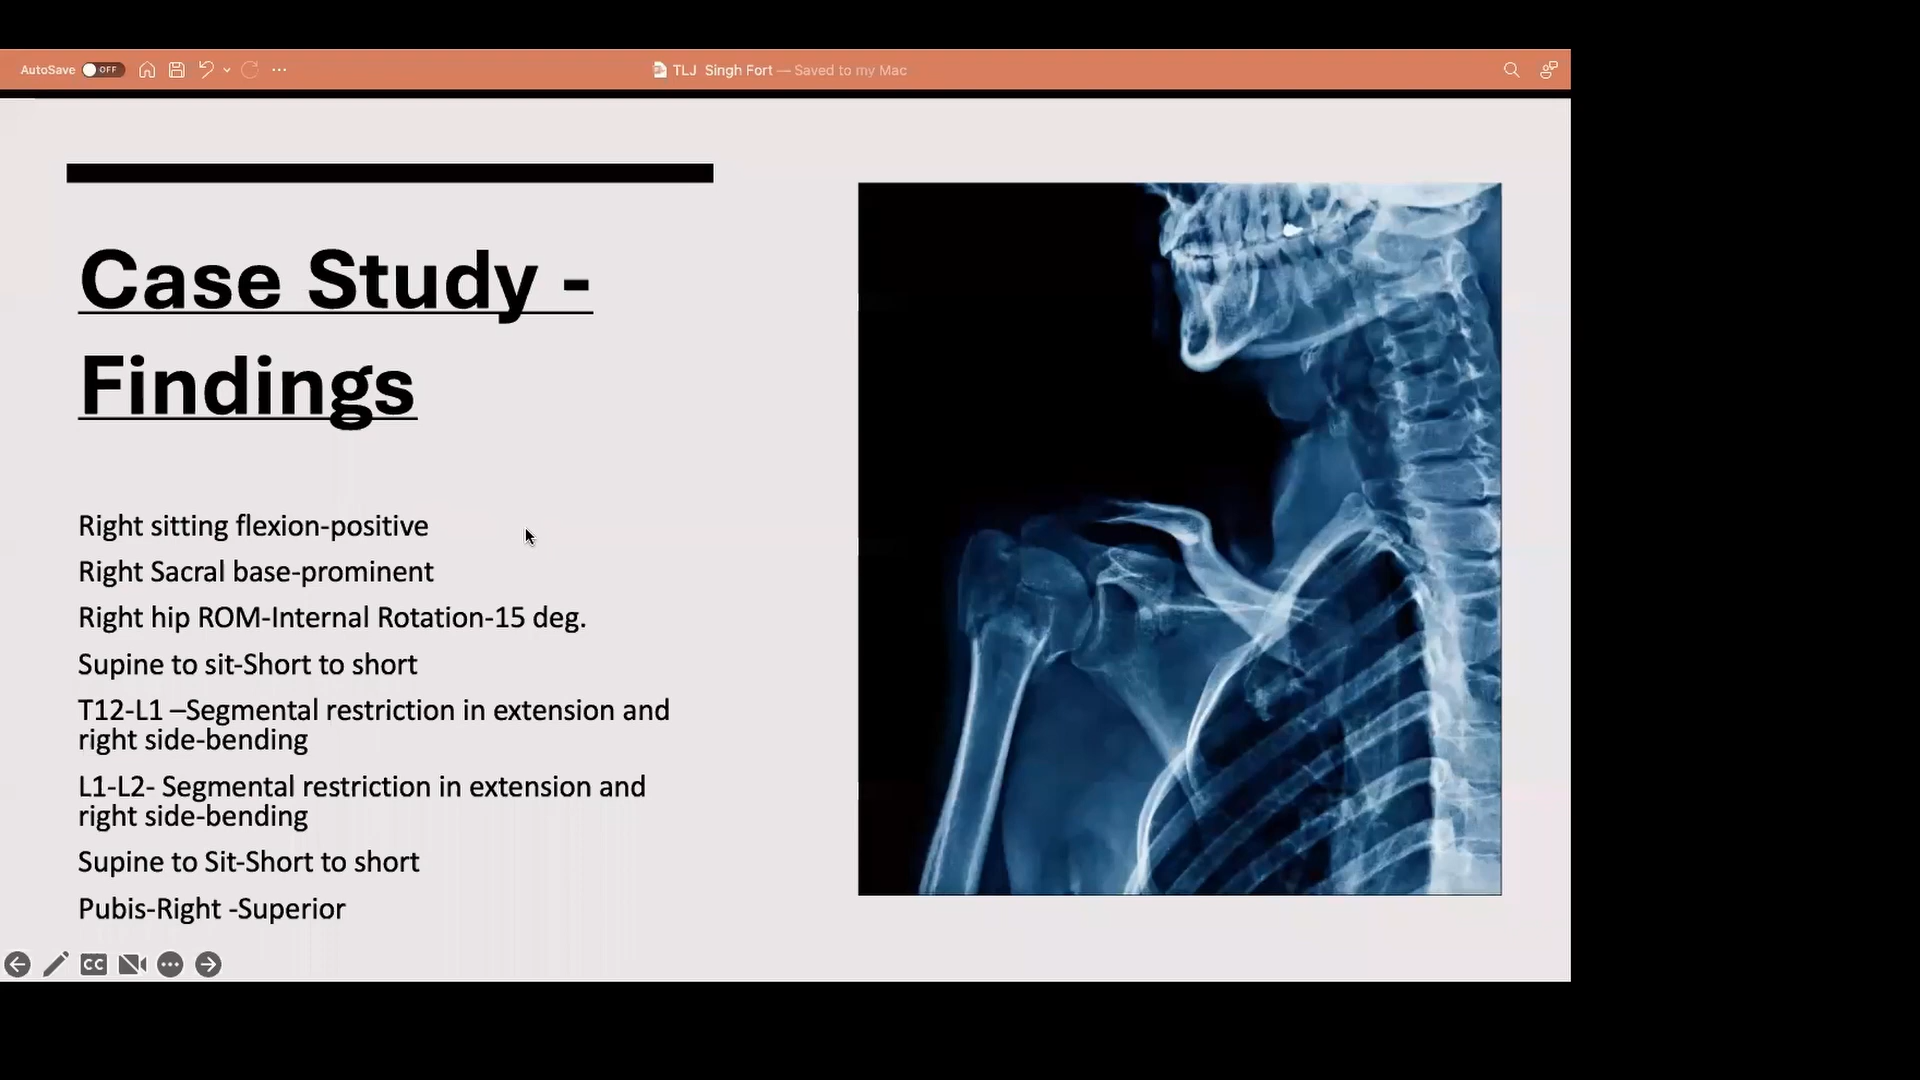 AutoSave OFF
TLJ Singh Fort — Saved to my Mac
Case Study -
Findings
Right sitting flexion-positive
Right Sacral base-prominent
Right hip ROM-Internal Rotation-15 deg.
Supine to sit-Short to short
T12-L1 –Segmental restriction in extension and
right side-bending
L1-L2- Segmental restriction in extension and
right side-bending
Supine to Sit-Short to short
Pubis-Right -Superior
CC